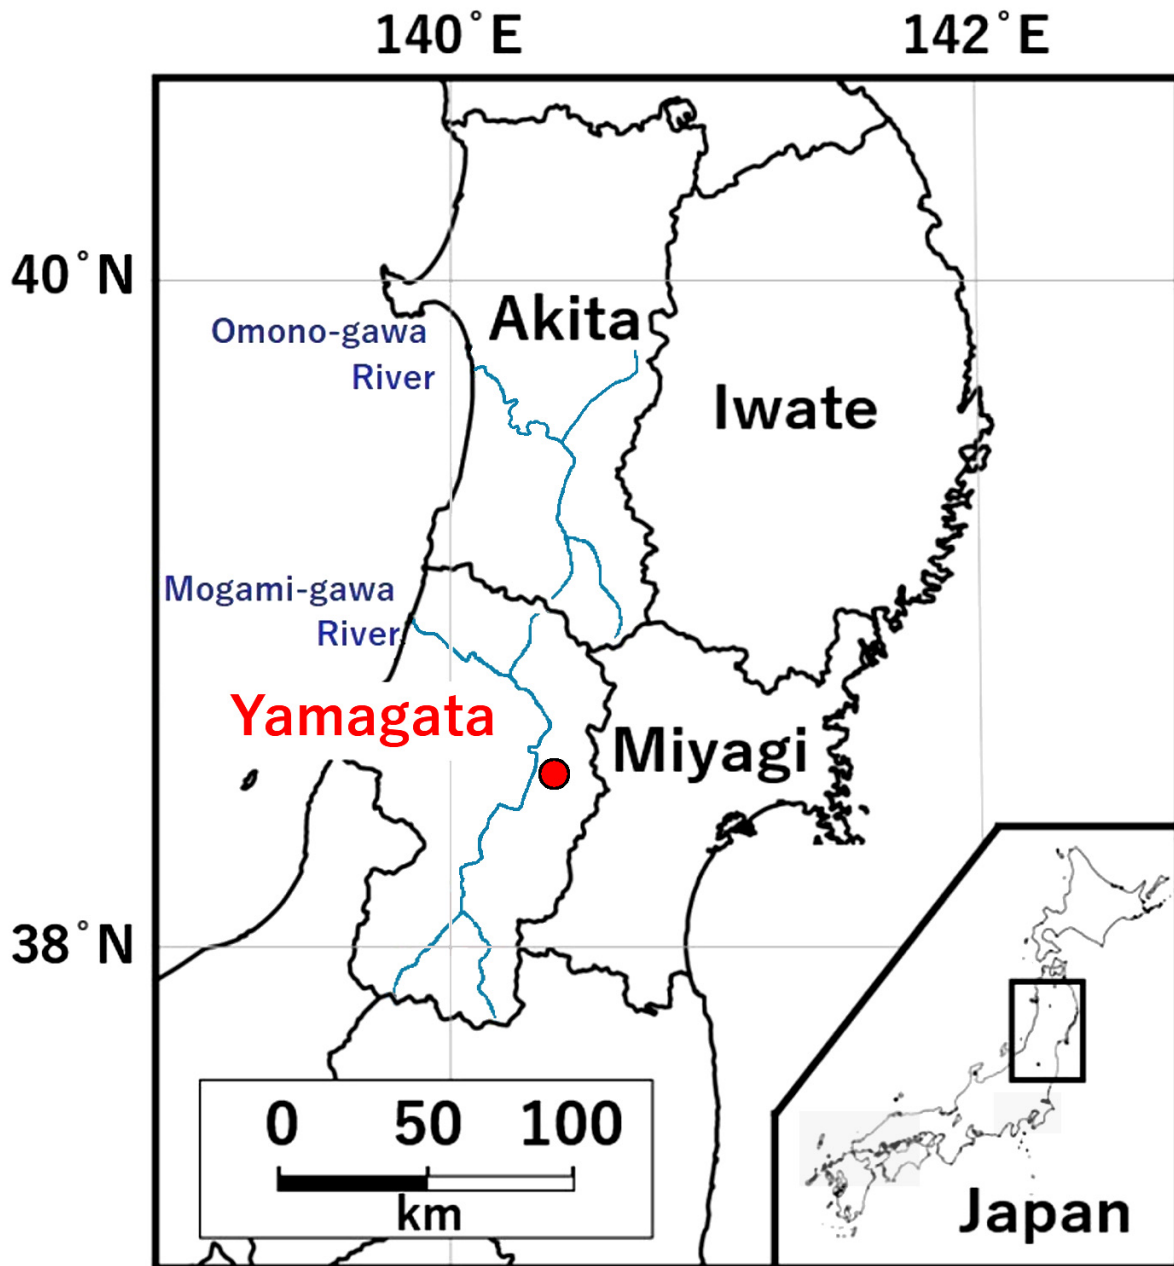 140°E
142°E
40°N
Akita
Omono-gawa
River
Iwate
Mogami-gawa
River
Yamagata
Miyagi
38°N
0 50 100
km
Japan